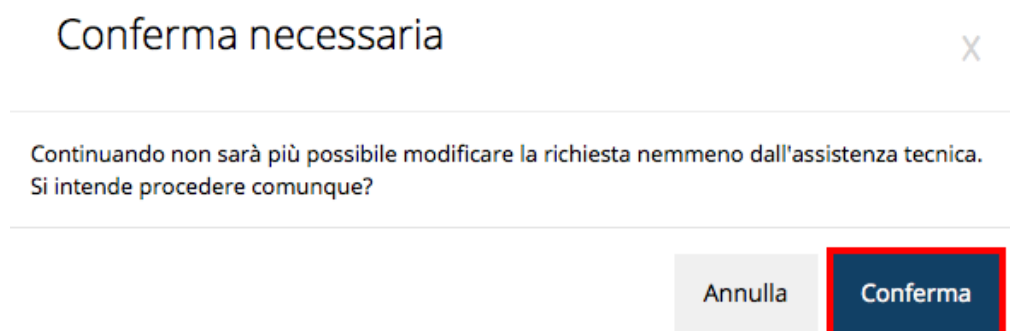 Conferma necessaria
X
Continuando non sarà più possibile modificare la richiesta nemmeno dall'assistenza tecnica.
Si intende procedere comunque?
Annulla
Conferma